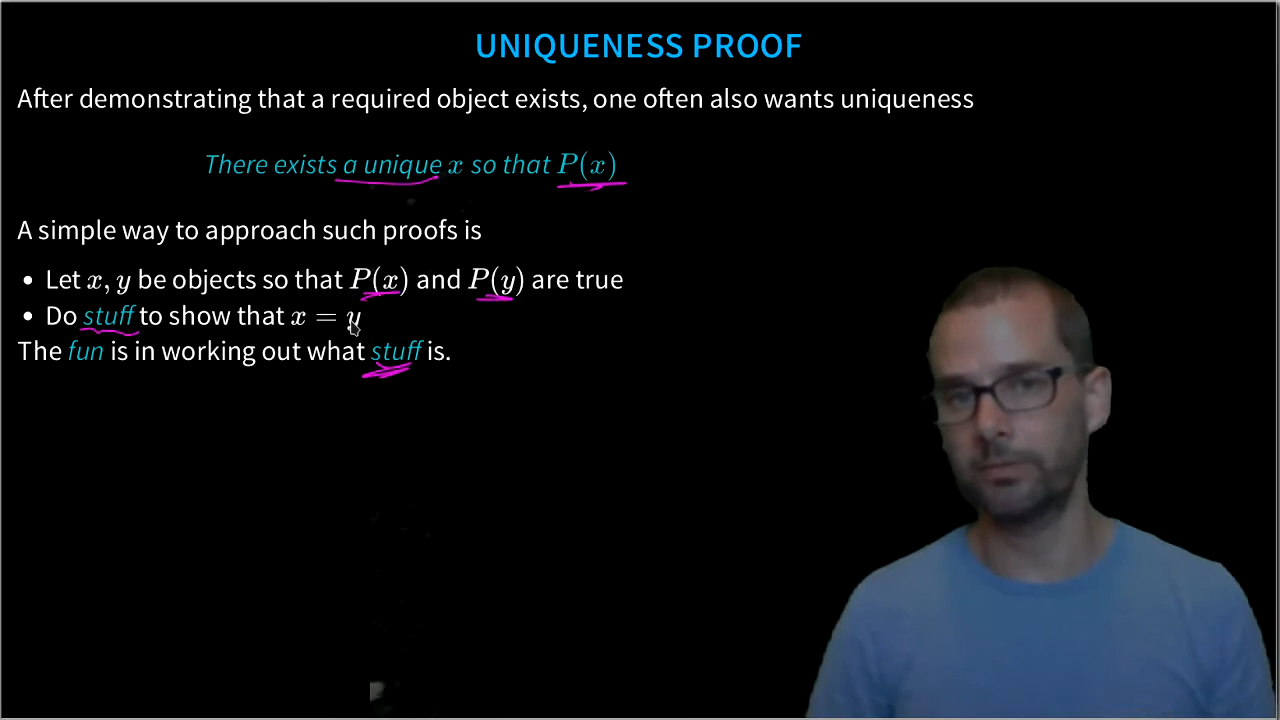 UNIQUENESS PROOF
After demonstrating that a required object exists, one often also wants uniqueness
There exists a unique x so that P(x)
A simple way to approach such proofs is
• Let x, y be objects so that P(x) and P(y) are true
• Do stuff to show that x = y
The fun is in working out what stuff is.